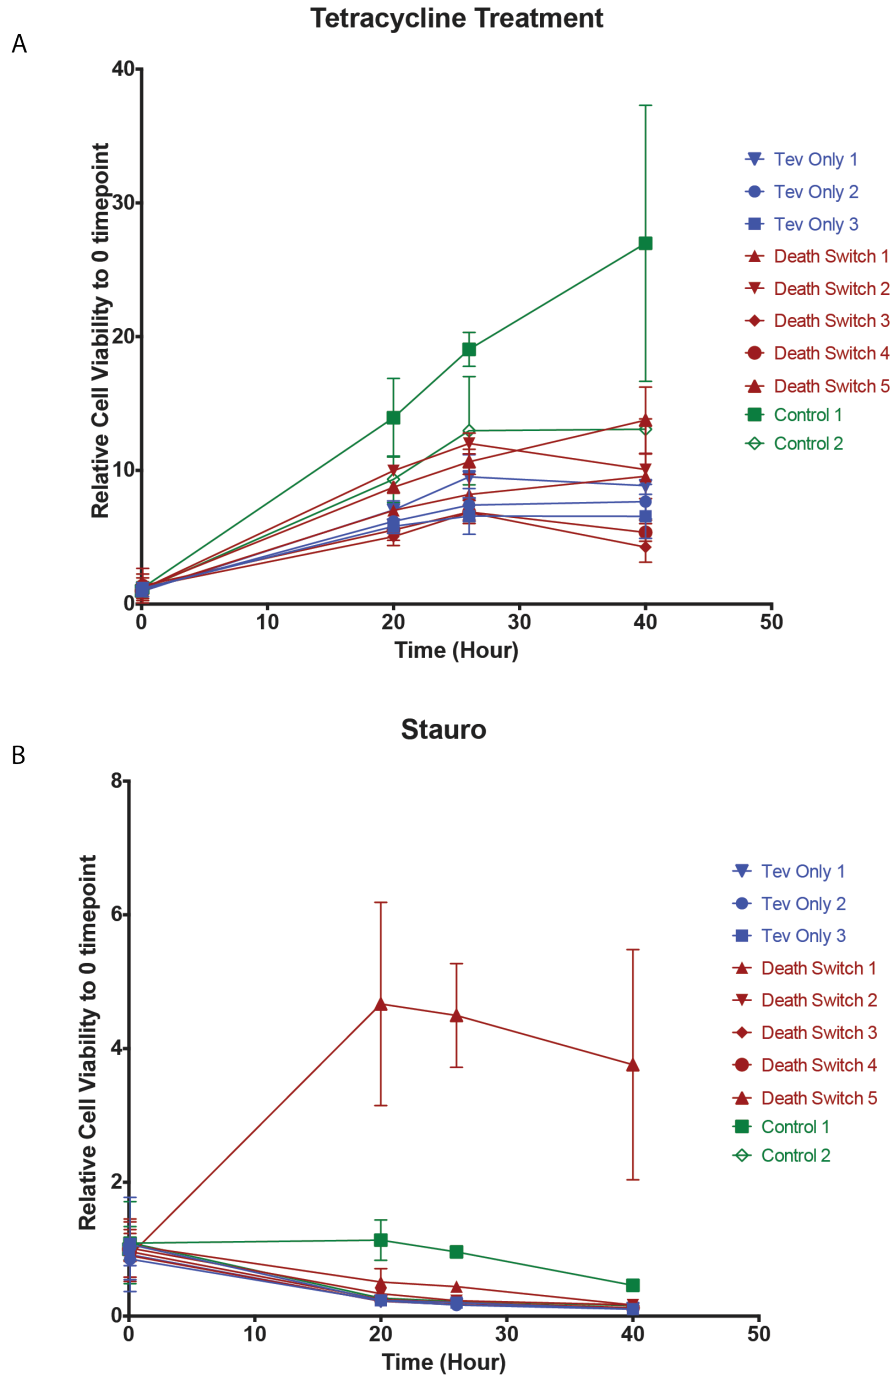 Tetracycline Treatment
A
40
30
20
10
0
Relative Cell Viability to 0 timepoint
0 10 20 30 40 50
Time (Hour)
Tev Only 1
Tev Only 2
Tev Only 3
Death Switch 1
Death Switch 2
Death Switch 3
Death Switch 4
Death Switch 5
Control 1
Control 2
Stauro
B
8
6
4
2
0
Relative Cell Viability to 0 timepoint
0 10 20 30 40 50
Time (Hour)
Tev Only 1
Tev Only 2
Tev Only 3
Death Switch 1
Death Switch 2
Death Switch 3
Death Switch 4
Death Switch 5
Control 1
Control 2